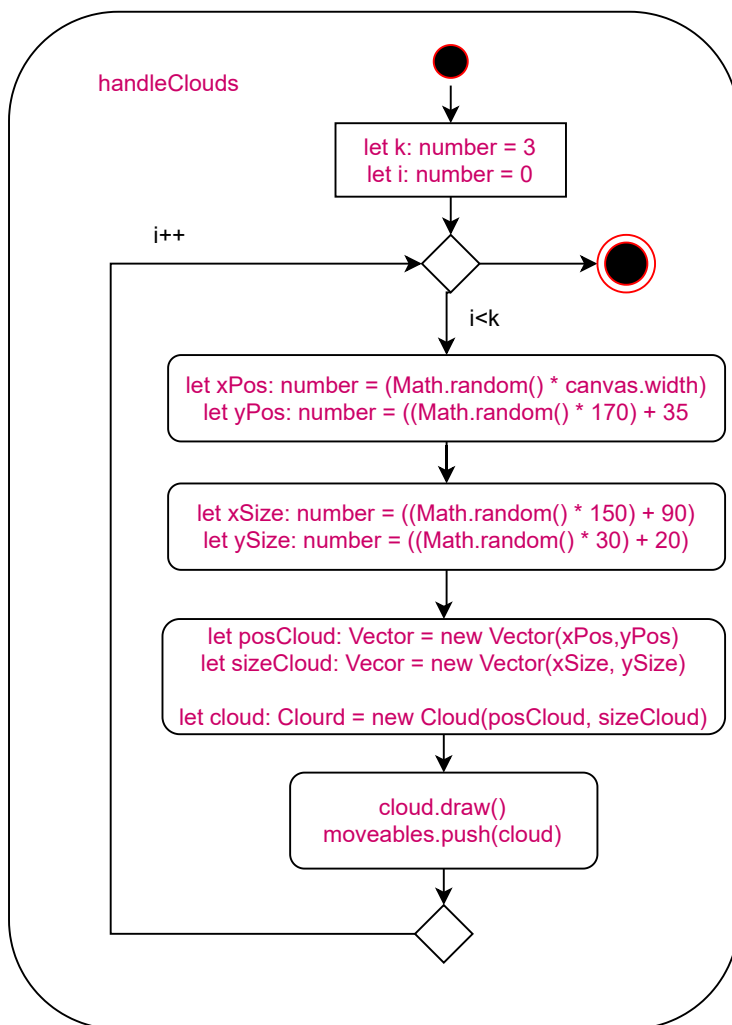 handleClouds
let k: number = 3
let i: number = 0
i++
i<k
let xPos: number = (Math.random() * canvas.width)
let yPos: number = ((Math.random() * 170) + 35
let xSize: number = ((Math.random() * 150) + 90)
let ySize: number = ((Math.random() * 30) + 20)
let posCloud: Vector = new Vector(xPos,yPos)
let sizeCloud: Vecor = new Vector(xSize, ySize)
let cloud: Clourd = new Cloud(posCloud, sizeCloud)
cloud.draw()
moveables.push(cloud)